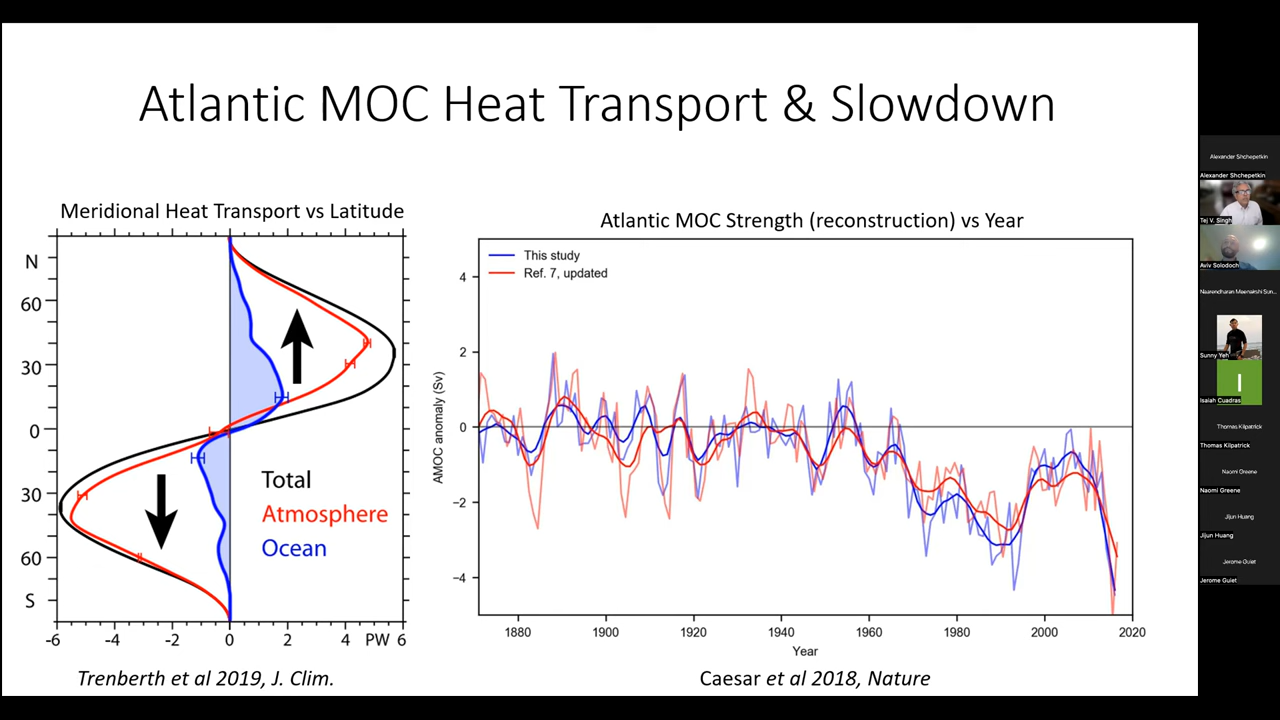 Atlantic MOC Heat Transport & Slowdown
Meridional Heat Transport vs Latitude
N
60
30
0
30
60
S
-6
-4
-2
0
2
4
PW
6
Total
Atmosphere
Ocean
Trenberth et al 2019, J. Clim.
Atlantic MOC Strength (reconstruction) vs Year
This study
Ref. 7, updated
AMOC anomaly (Sv)
4
2
0
−2
−4
1880
1900
1920
1940
1960
1980
2000
2020
Year
Caesar et al 2018, Nature
Alexander Shchepetkin
Alexander Shchepetkin
Tej V. Singh
Aviv Solodoch
Naarendharan Meenakshi Sun...
Sunny Yeh
I
Isaiah Cuadras
Thomas Kilpatrick
Thomas Kilpatrick
Naomi Greene
Naomi Greene
Jijun Huang
Jijun Huang
Jerome Guiet
Jerome Guiet